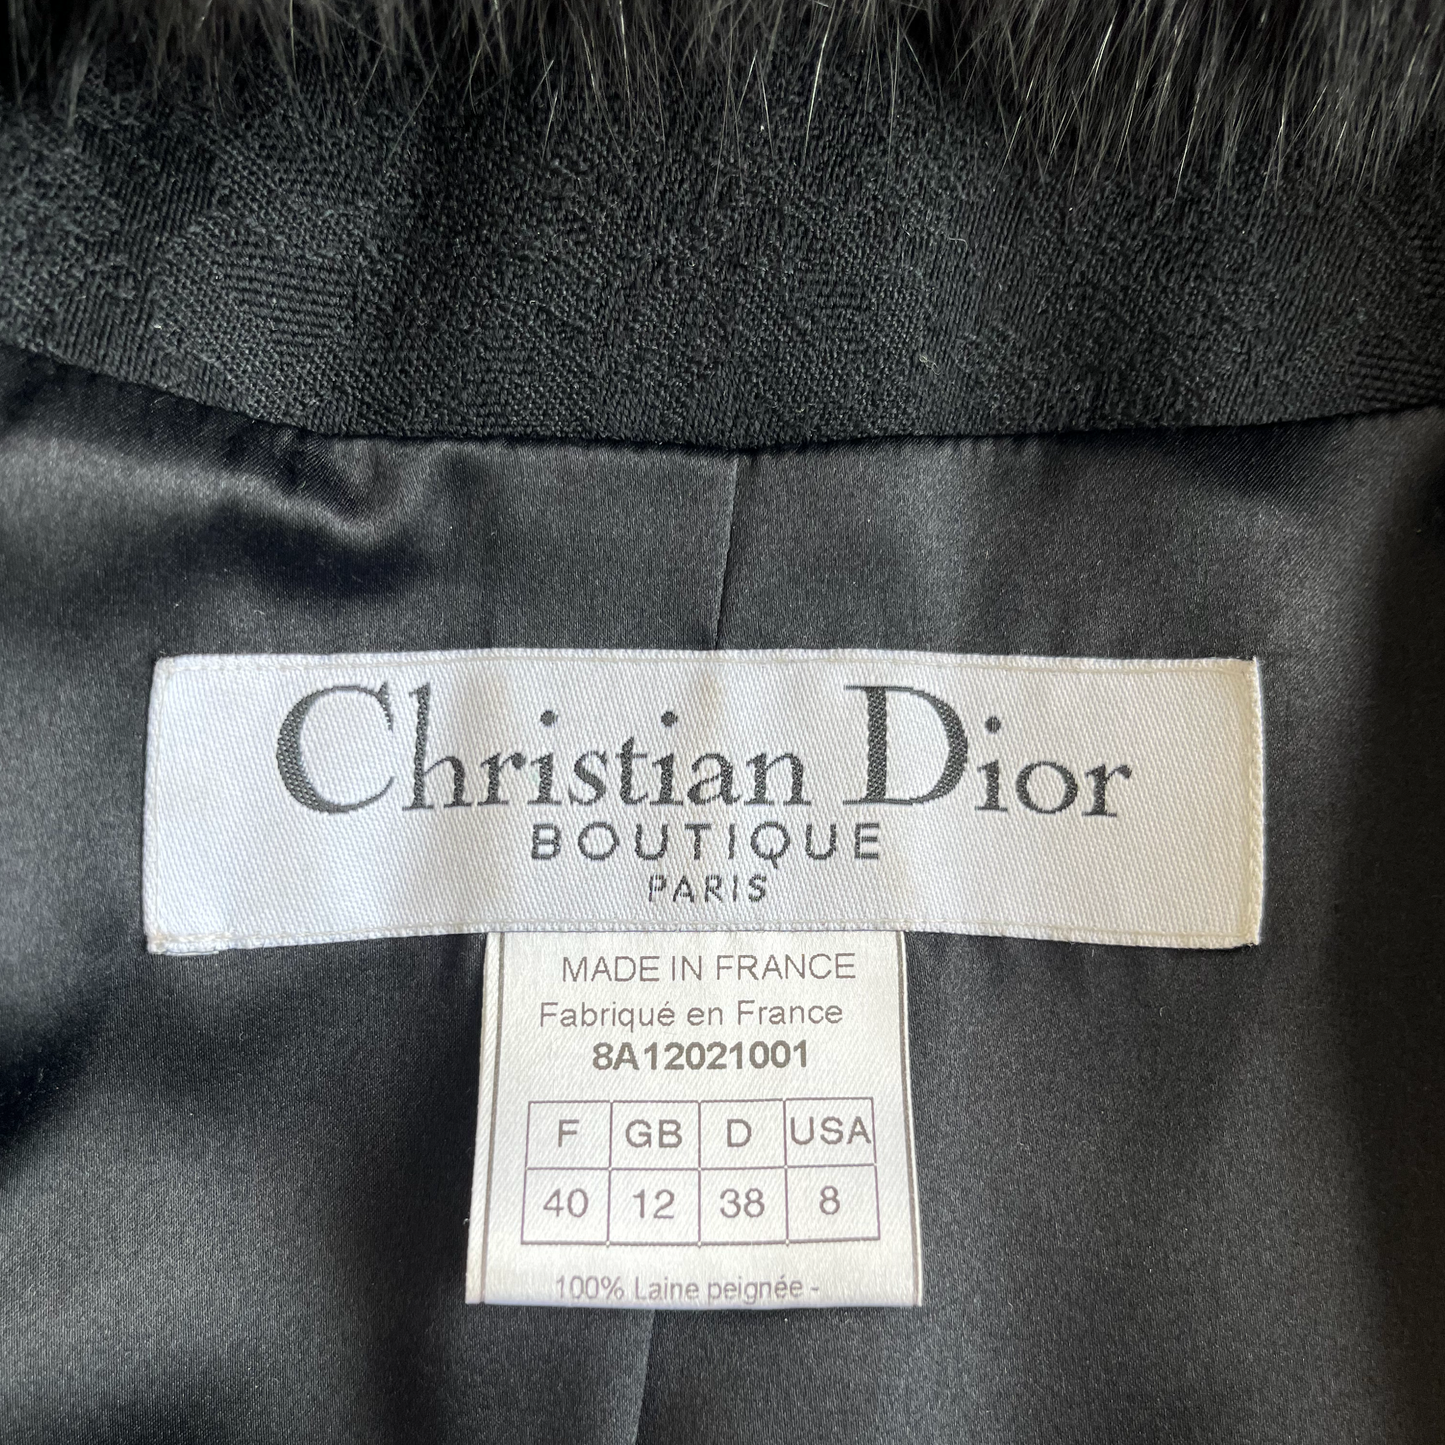 Christian Dior
BOUTIQUE
PARIS
MADE IN FRANCE
Fabriqué en France
8A12021001
F GB D USA
40 12 38 8
100% Laine peignée -